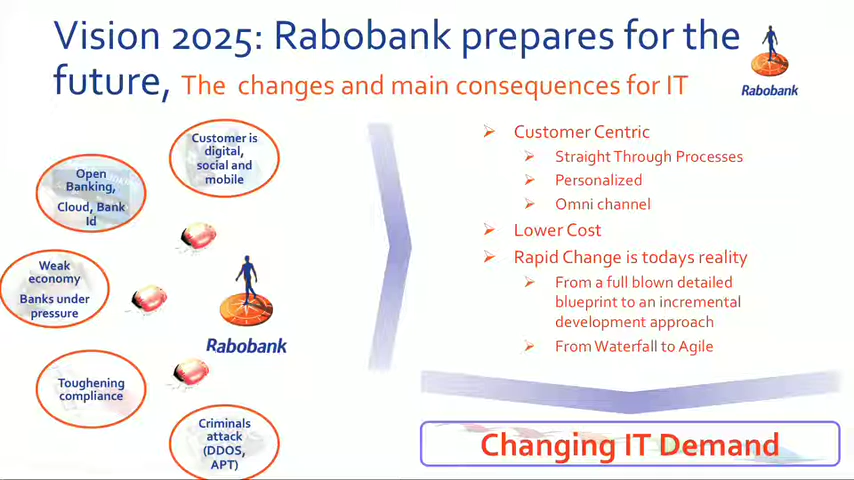 Vision 2025: Rabobank prepares for the
future, The changes and main consequences for IT
Rabobank
Customer is
digital,
social and
mobile
Open
Banking,
Cloud, Bank
Id
Weak
economy
Banks under
pressure
Rabobank
Toughening
compliance
Criminals
attack
(DDOS,
APT)
Customer Centric
Straight Through Processes
Personalized
Omni channel
Lower Cost
Rapid Change is todays reality
From a full blown detailed
blueprint to an incremental
development approach
From Waterfall to Agile
Changing IT Demand